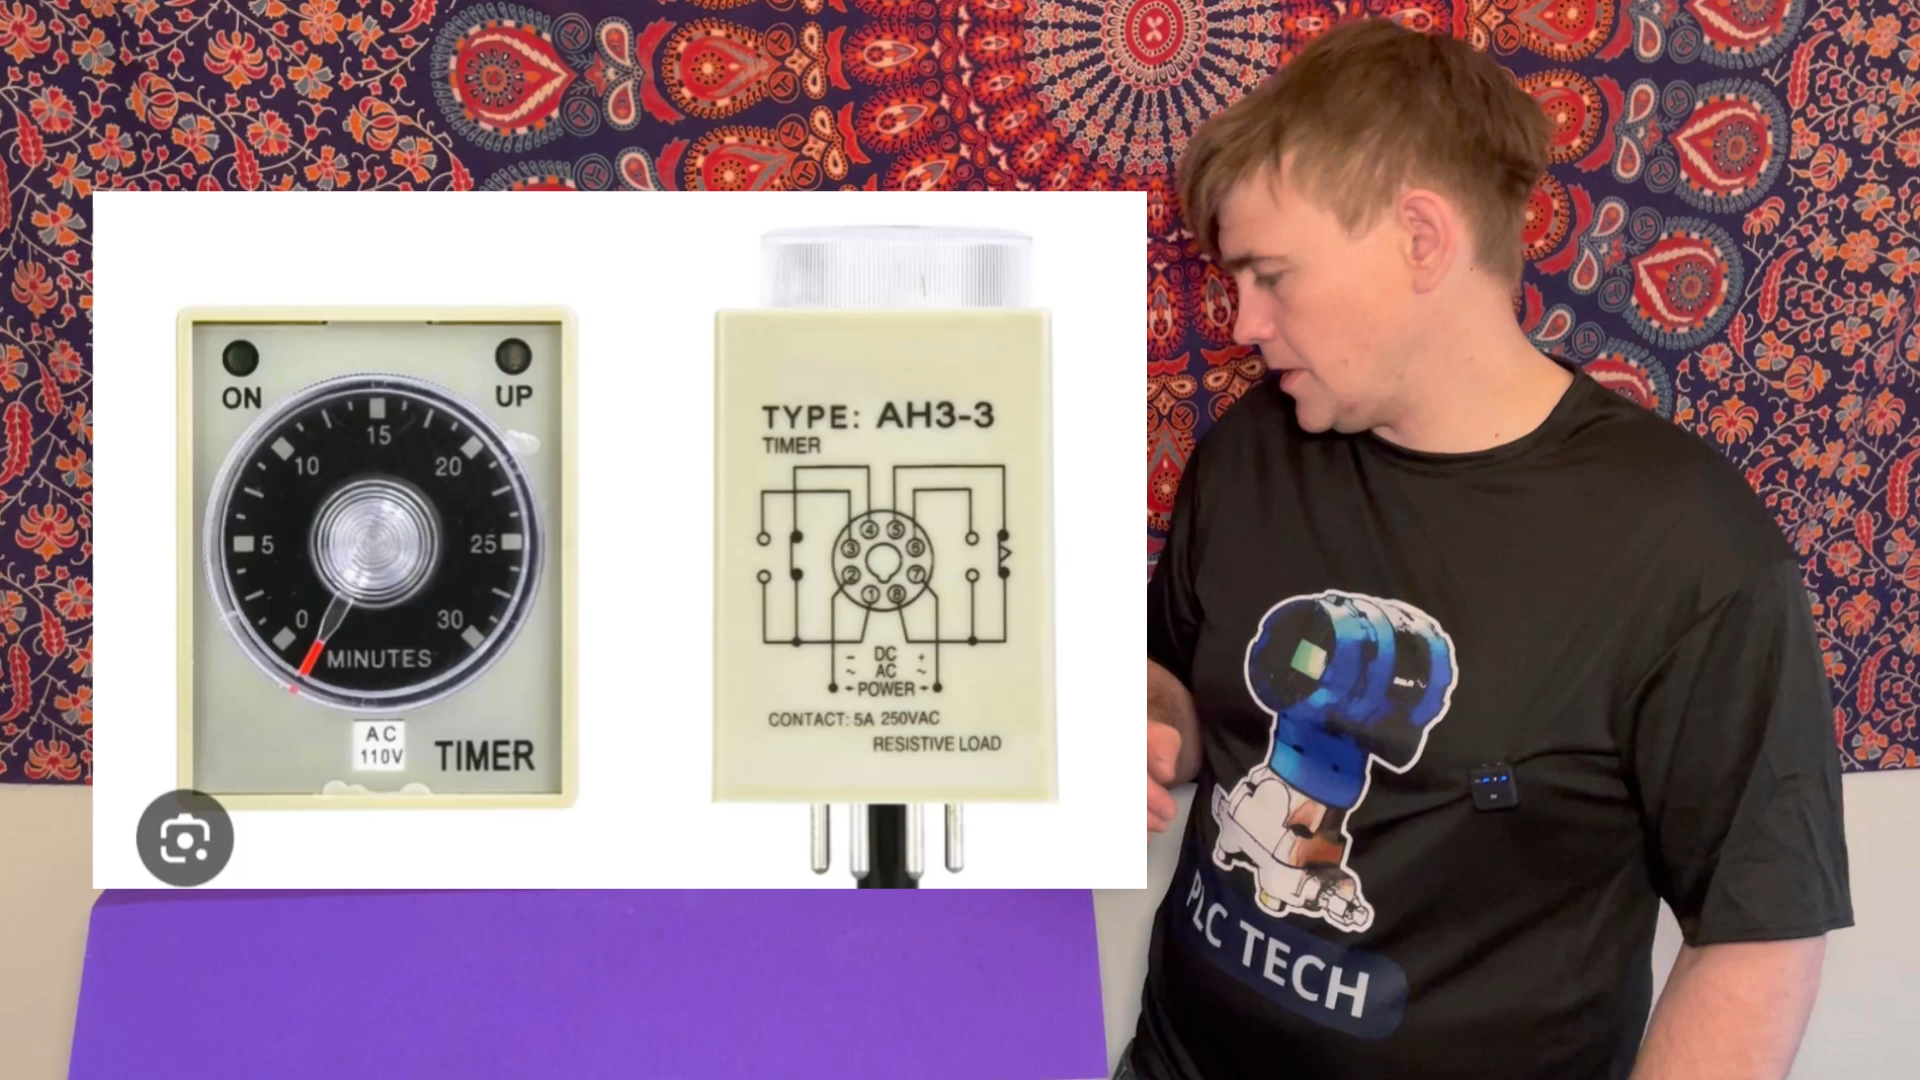 ON
UP
15
10
20
5
25
0
30
MINUTES
AC
110V
TIMER
TYPE: AH3-3
TIMER
4 5
3 6
2 7
1 8
- DC +
~ AC ~
- POWER -
CONTACT: 5A 250VAC
RESISTIVE LOAD
PLC TECH